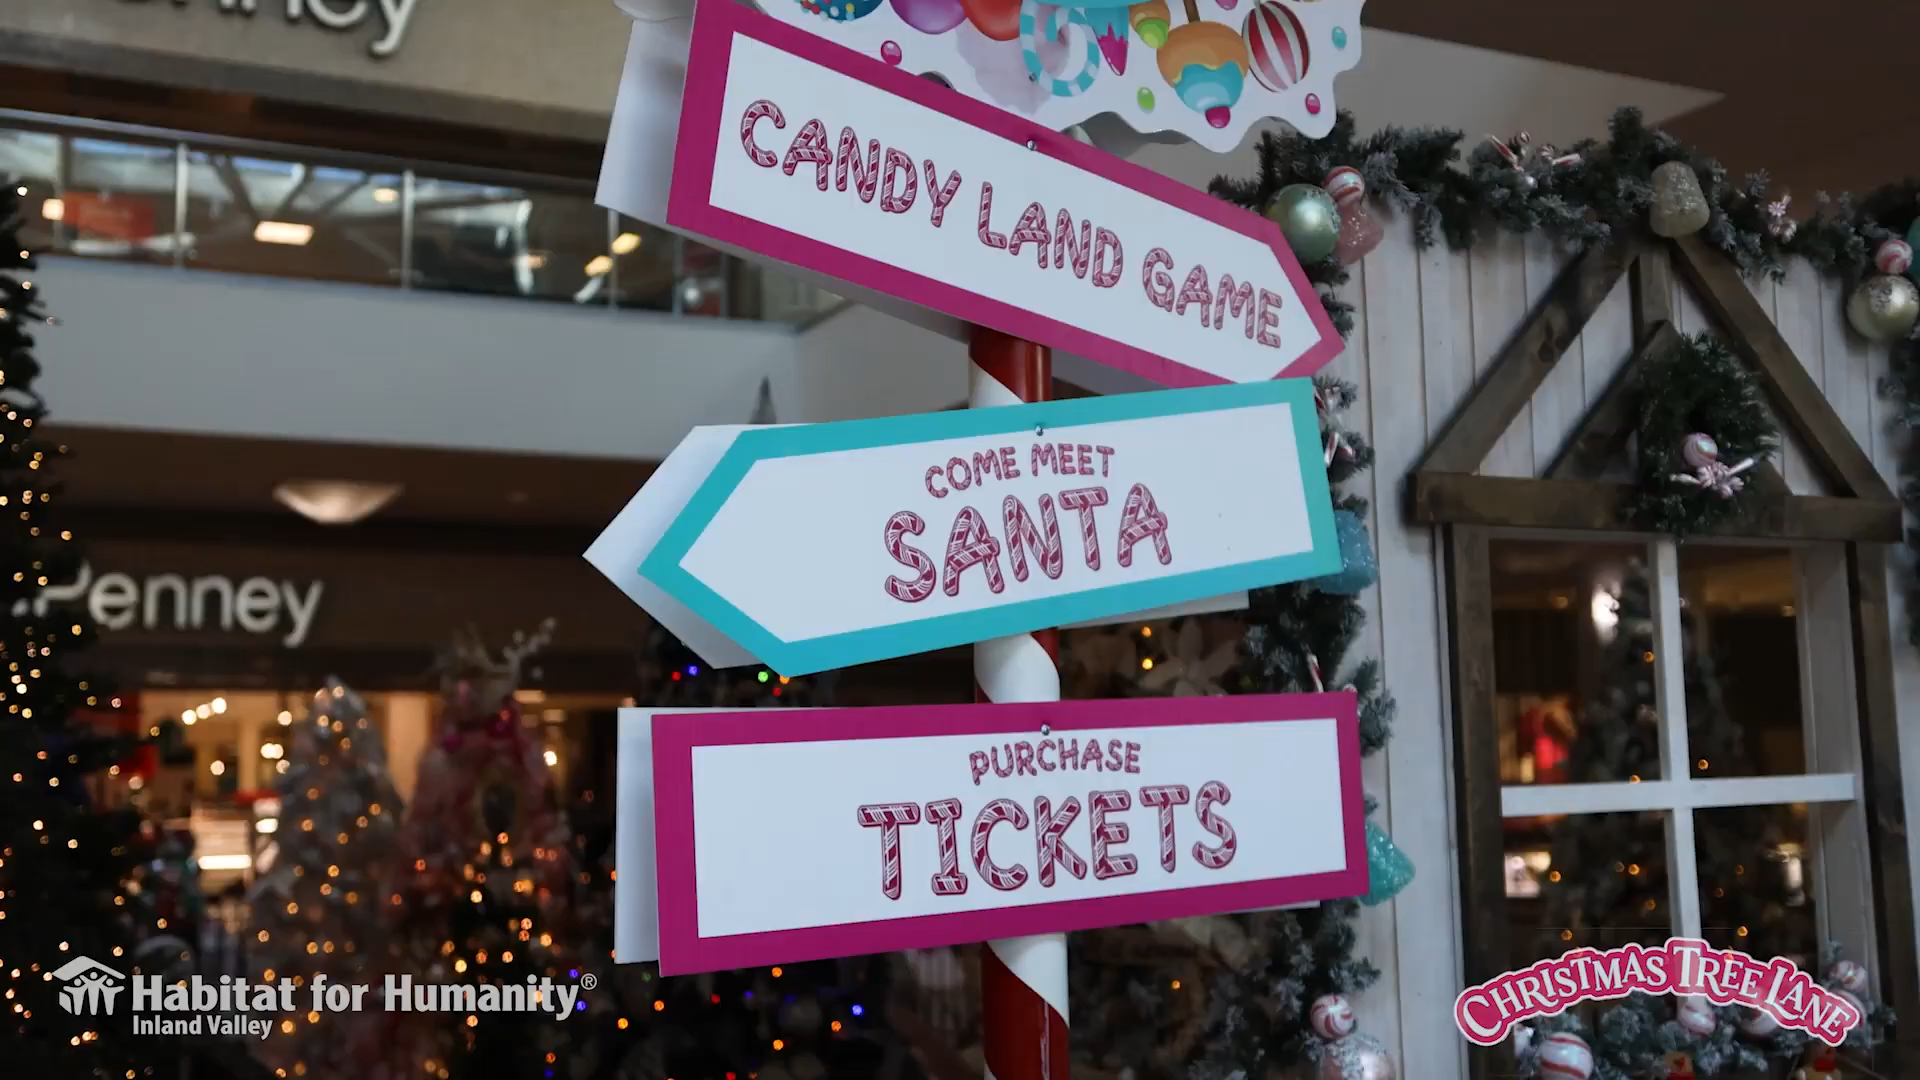 CANDY LAND GAME
COME MEET
SANTA
PURCHASE
TICKETS
Penney
Habitat for Humanity®
Inland Valley
CHRISTMAS TREE LANE